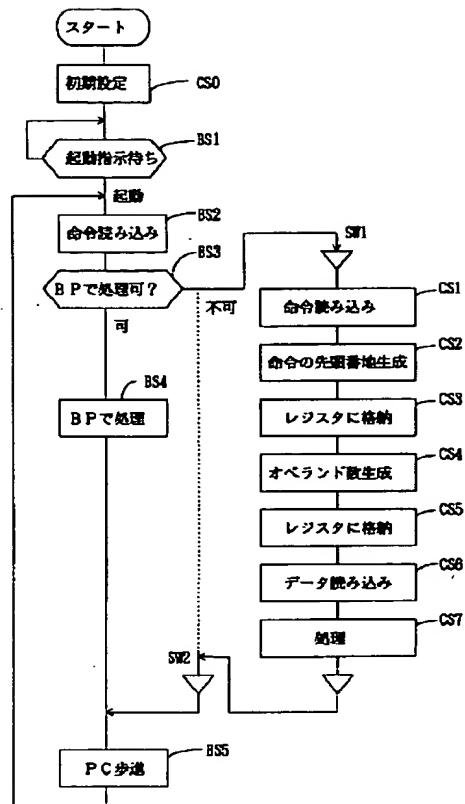 スタート
初期設定
CS0
起動指示待ち
BS1
起動
命令読み込み
BS2
BPで処理可?
BS3
不可
可
BPで処理
BS4
SW1
命令読み込み
CS1
命令の先頭番地生成
CS2
レジスタに格納
CS3
オペランド数生成
CS4
レジスタに格納
CS5
データ読み込み
CS6
処理
CS7
SW2
PC歩進
BS5